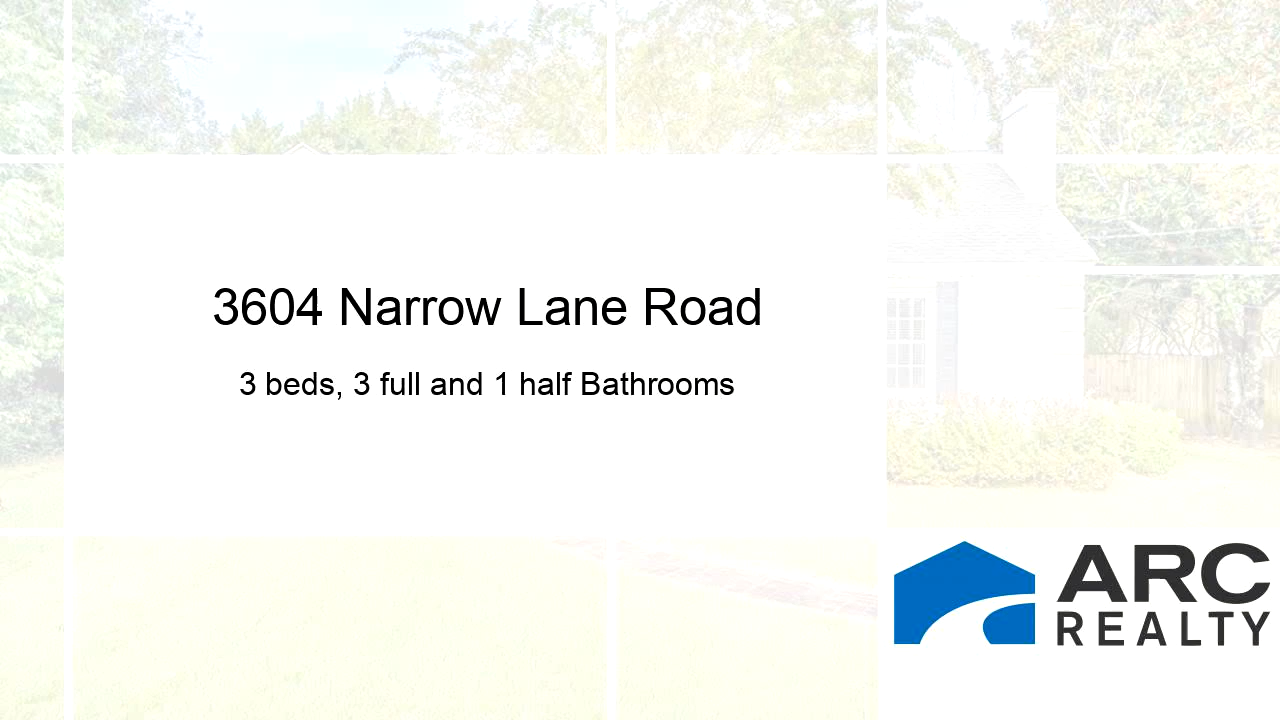 3604 Narrow Lane Road
3 beds, 3 full and 1 half Bathrooms
ARC
REALTY